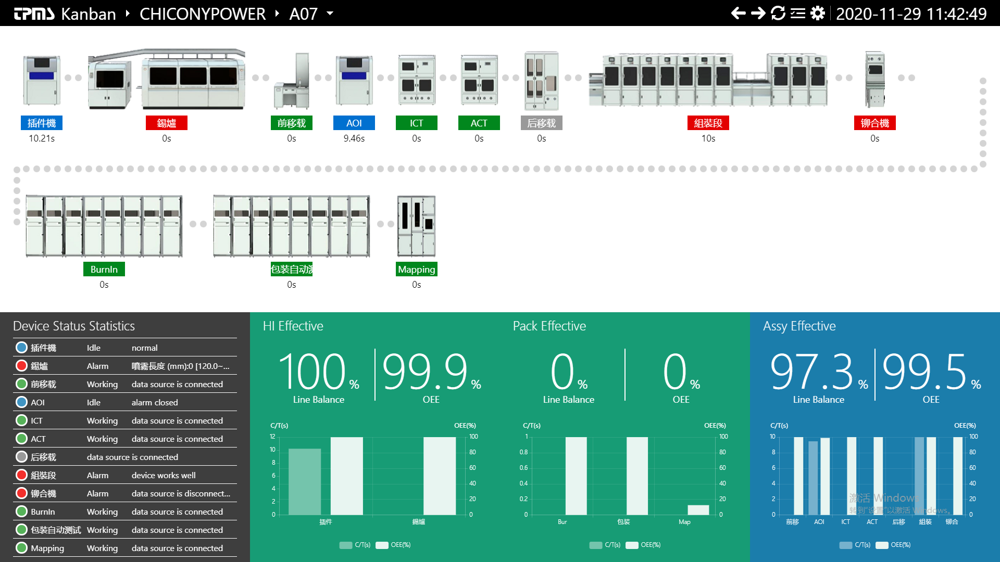 TPMS Kanban CHICONYPOWER A07 2020-11-29 11:42:49
插件機 錫爐 前移载 AOI ICT ACT 后移载 組裝段 铆合機
10.21s 0s 0s 9.46s 0s 0s 0s 10s 0s
BurnIn 包装自动测 Mapping
0s 0s 0s
Device Status Statistics
插件機 Idle normal
錫爐 Alarm 噴霧長度 (mm):0 [120.0~...
前移载 Working data source is connected
AOI Idle alarm closed
ICT Working data source is connected
ACT Working data source is connected
后移载 data source is connected
組裝段 Alarm device works well
铆合機 Alarm data source is disconnect...
BurnIn Working data source is connected
包装自动测试 Working data source is connected
Mapping Working data source is connected
HI Effective
100 % 99.9 %
Line Balance OEE
C/T(s) OEE(%)
12 100
10 80
8
6 60
4 40
2 20
0 0
插件 錫爐
C/T(s) OEE(%)
Pack Effective
0 % 0 %
Line Balance OEE
C/T(s) OEE(%)
1 100
0.8 80
0.6 60
0.4 40
0.2 20
0 0
Bur 包装 Map
C/T(s) OEE(%)
Assy Effective
97.3 % 99.5 %
Line Balance OEE
C/T(s) OEE(%)
10 100
8 80
6 60
4 40
2 20
0 0
前移 AOI ICT ACT 后移 組裝 铆合
C/T(s) OEE(%)
激活 Windows
转到"设置"以激活 Windows。